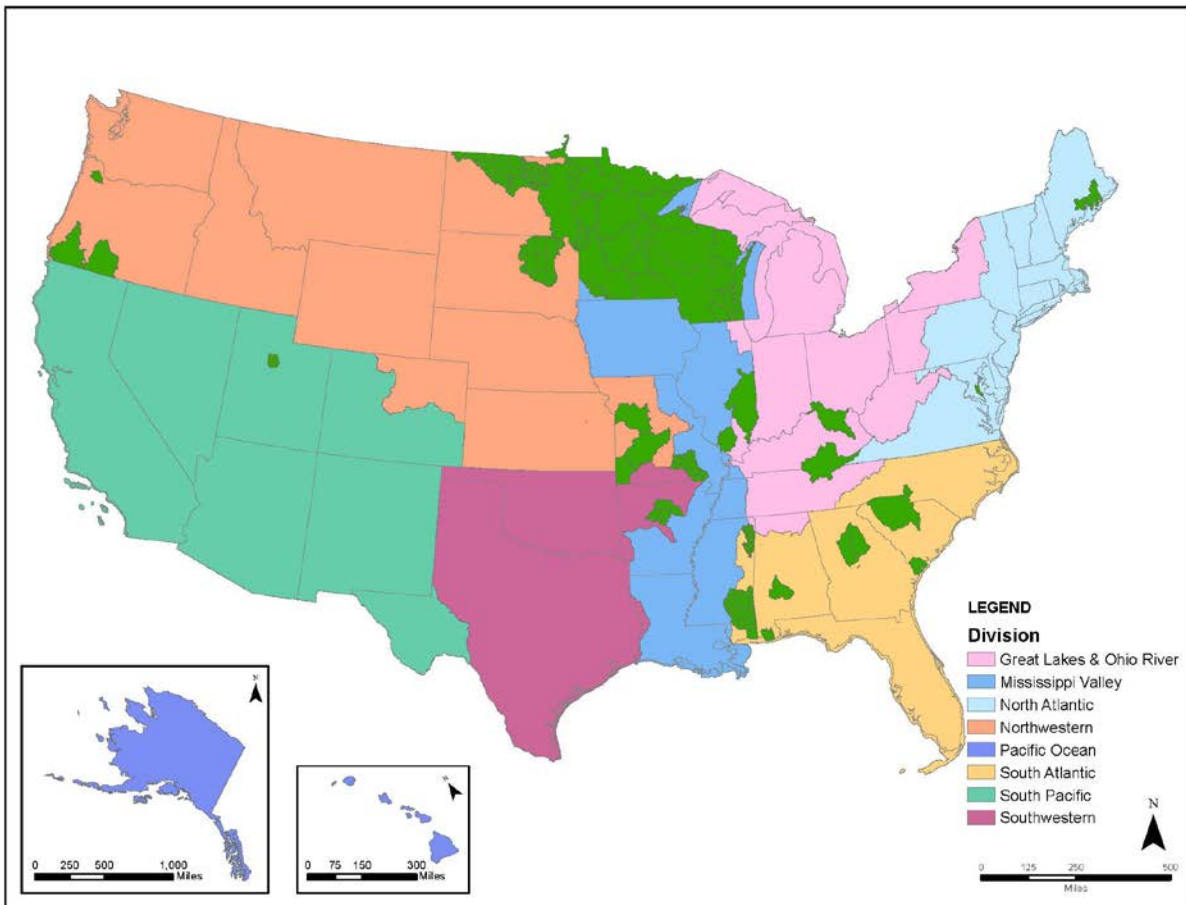 LEGEND
Division
Great Lakes & Ohio River
Mississippi Valley
North Atlantic
Northwestern
Pacific Ocean
South Atlantic
South Pacific
Southwestern
N
0 250 500 1,000
Miles
N
0 75 150 300
Miles
N
0 125 250 500
Miles